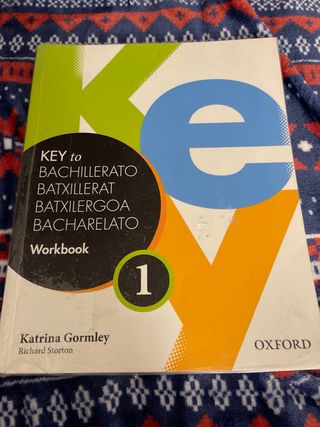 Key
KEY to
BACHILLERATO
BATXILLERAT
BATXILERGOA
BACHARELATO
Workbook
1
Katrina Gormley
Richard Storton
OXFORD